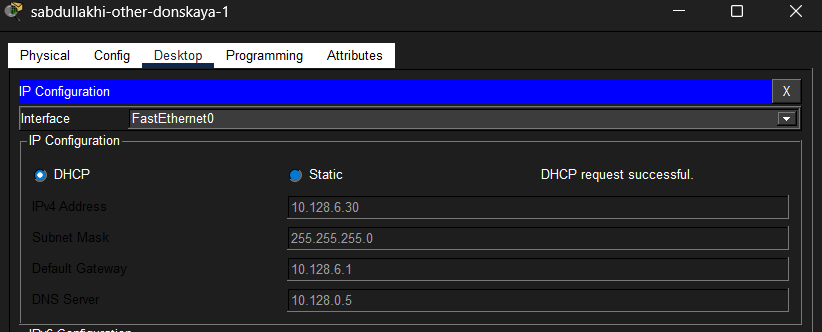 sabdullakhi-other-donskaya-1
Physical Config Desktop Programming Attributes
IP Configuration X
Interface FastEthernet0
IP Configuration
DHCP Static DHCP request successful.
IPv4 Address 10.128.6.30
Subnet Mask 255.255.255.0
Default Gateway 10.128.6.1
DNS Server 10.128.0.5
IPv6 Configuration